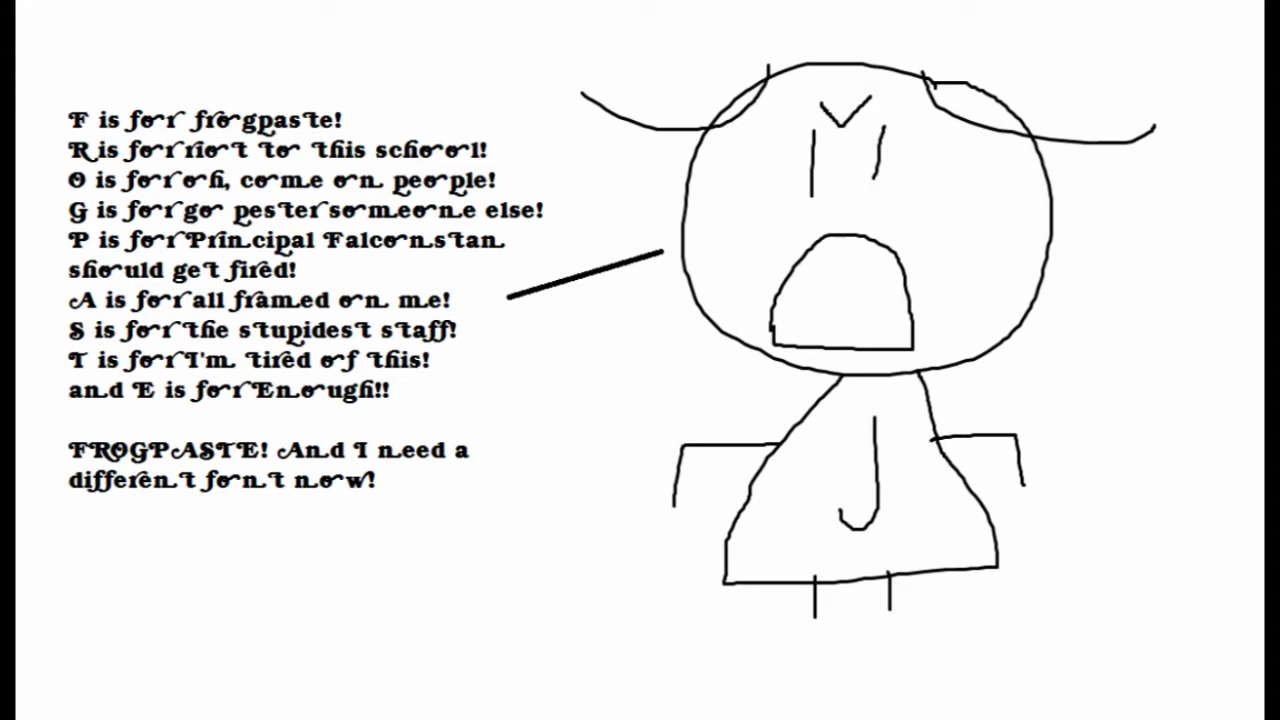 F is for frogpaste!
R is for riot to this school!
O is for oh, come on people!
G is for go pester someone else!
P is for Principal Falconstan
should get fired!
A is for all framed on me!
S is for the stupidest staff!
T is for I'm tired of this!
and E is for Enough!!
FROGPASTE! And I need a
different font now!
J